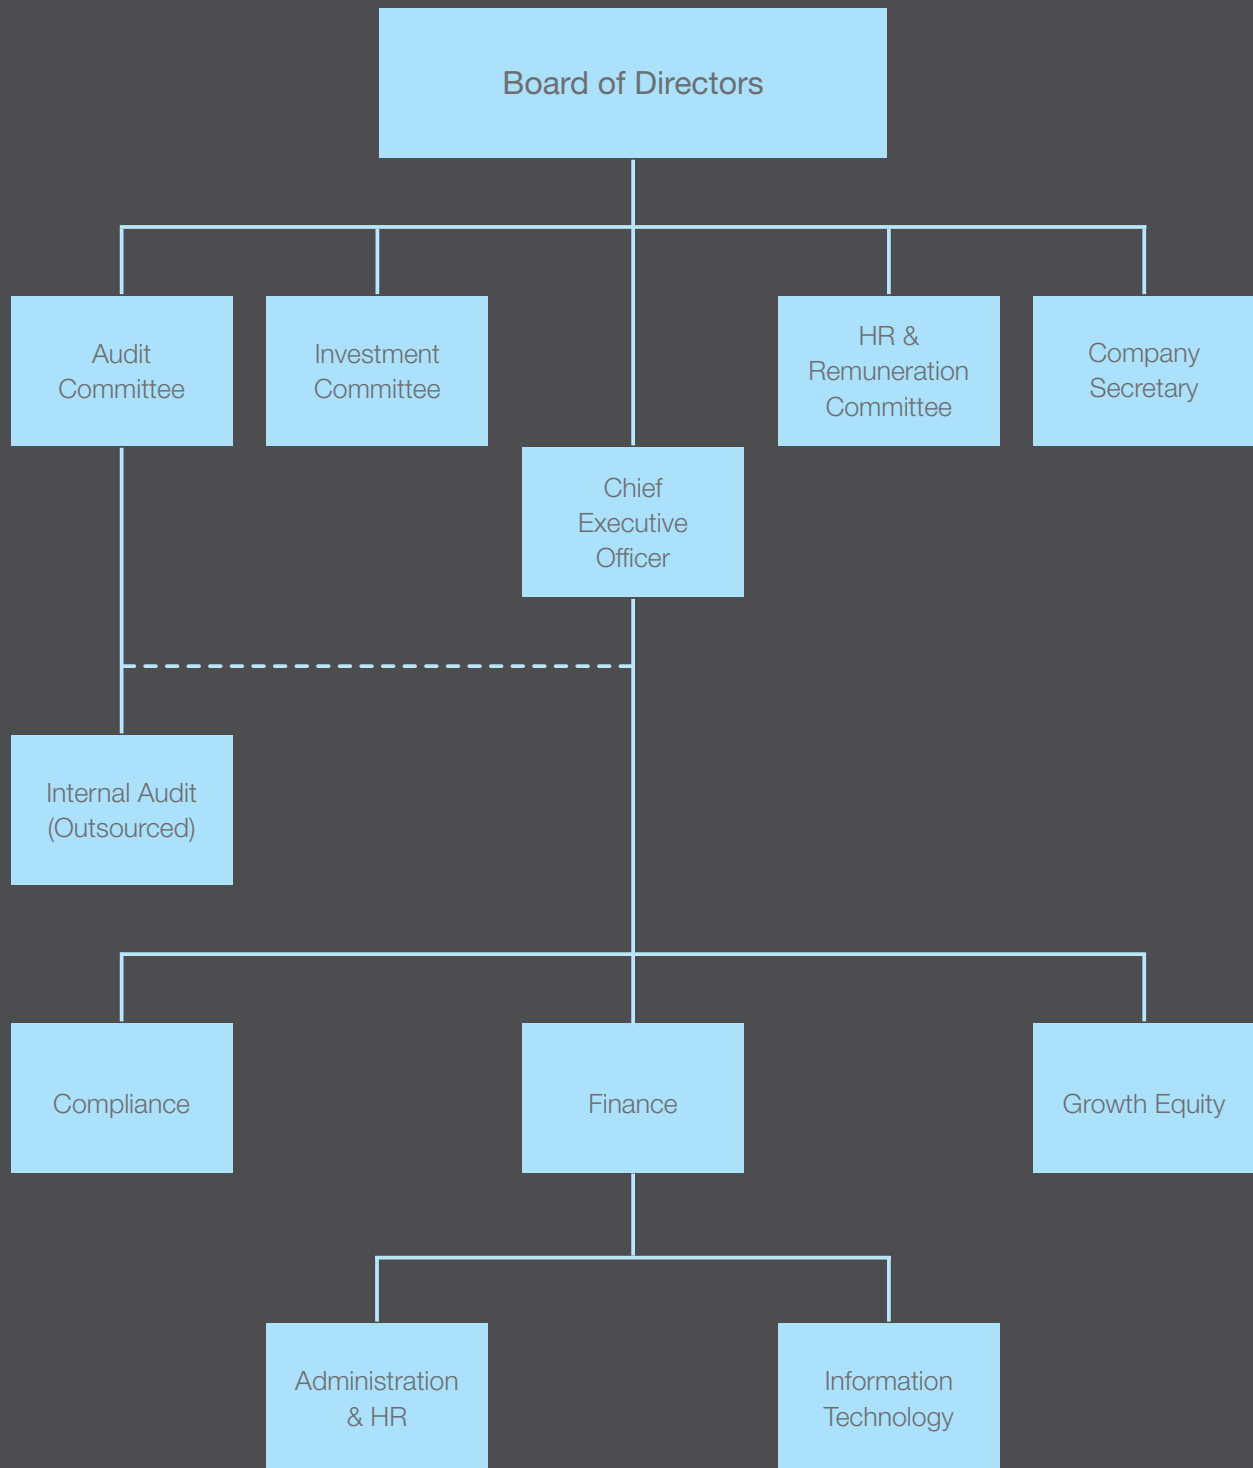 Board of Directors
Audit
Committee
Investment
Committee
HR &
Remuneration
Committee
Company
Secretary
Chief
Executive
Officer
Internal Audit
(Outsourced)
Compliance
Finance
Growth Equity
Administration
& HR
Information
Technology